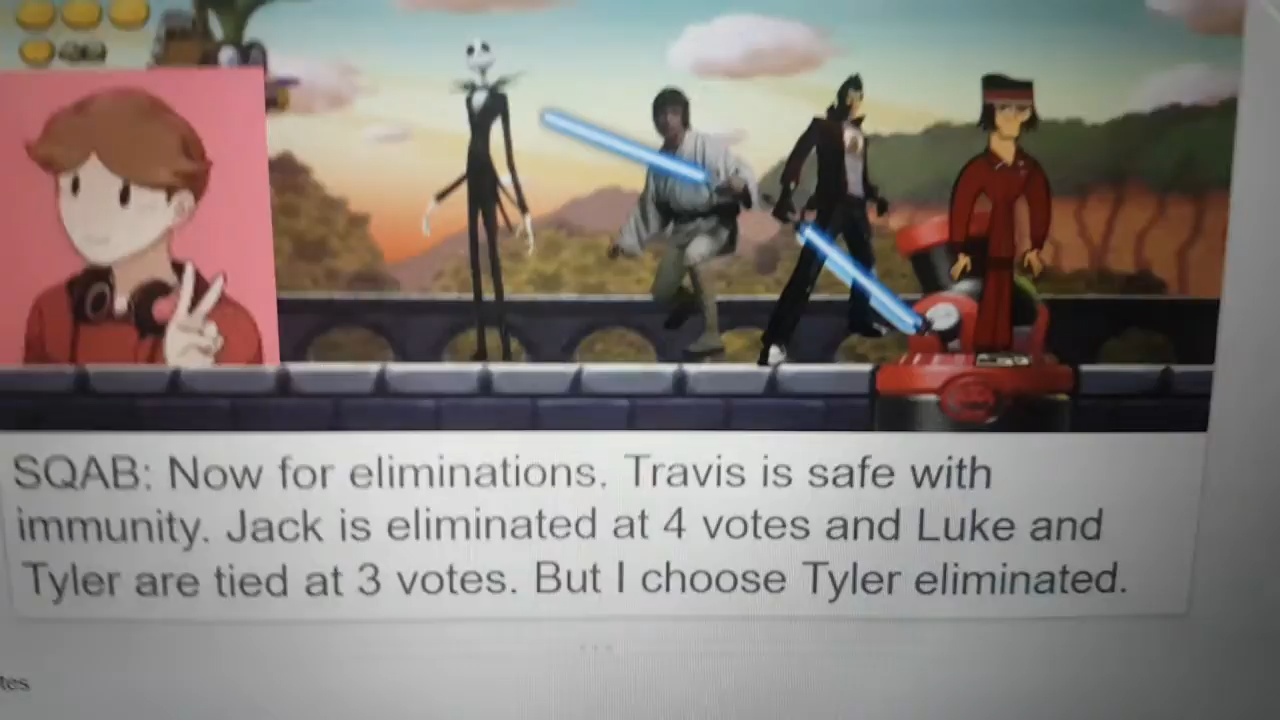 SQAB: Now for eliminations. Travis is safe with
immunity. Jack is eliminated at 4 votes and Luke and
Tyler are tied at 3 votes. But I choose Tyler eliminated.
tes